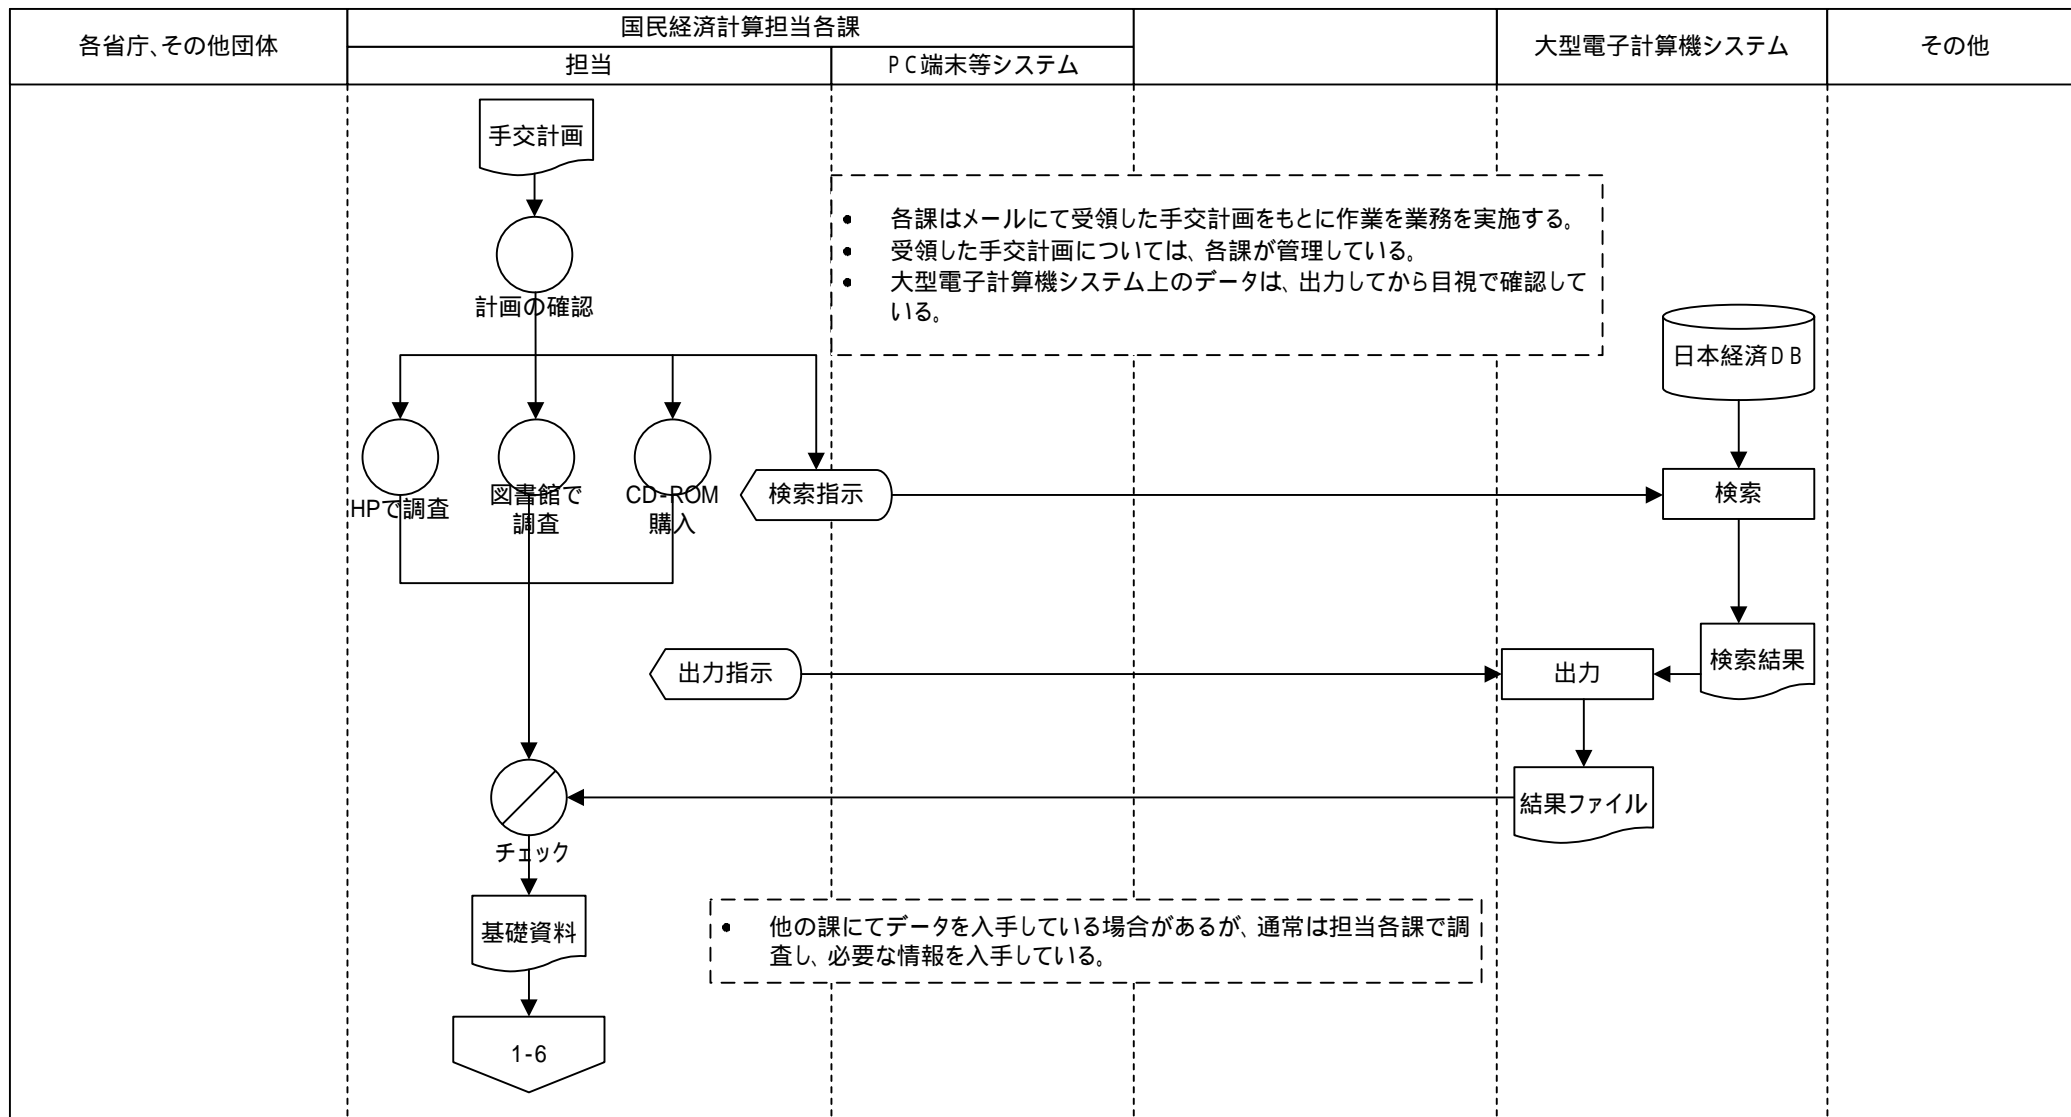 各省庁、その他団体
国民経済計算担当各課
担当
ＰＣ端末等システム
大型電子計算機システム
その他
手交計画
計画の確認
• 各課はメールにて受領した手交計画をもとに作業を業務を実施する。
• 受領した手交計画については、各課が管理している。
• 大型電子計算機システム上のデータは、出力してから目視で確認して
いる。
日本経済ＤＢ
HPで調査
図書館で
調査
CD-ROM
購入
検索指示
検索
出力指示
出力
検索結果
結果ファイル
チェック
基礎資料
• 他の課にてデータを入手している場合があるが、通常は担当各課で調
査し、必要な情報を入手している。
1-6